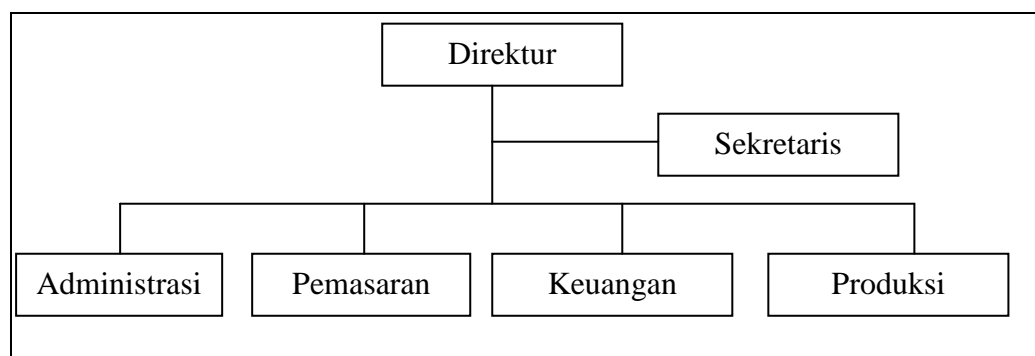 Direktur
Sekretaris
Administrasi
Pemasaran
Keuangan
Produksi